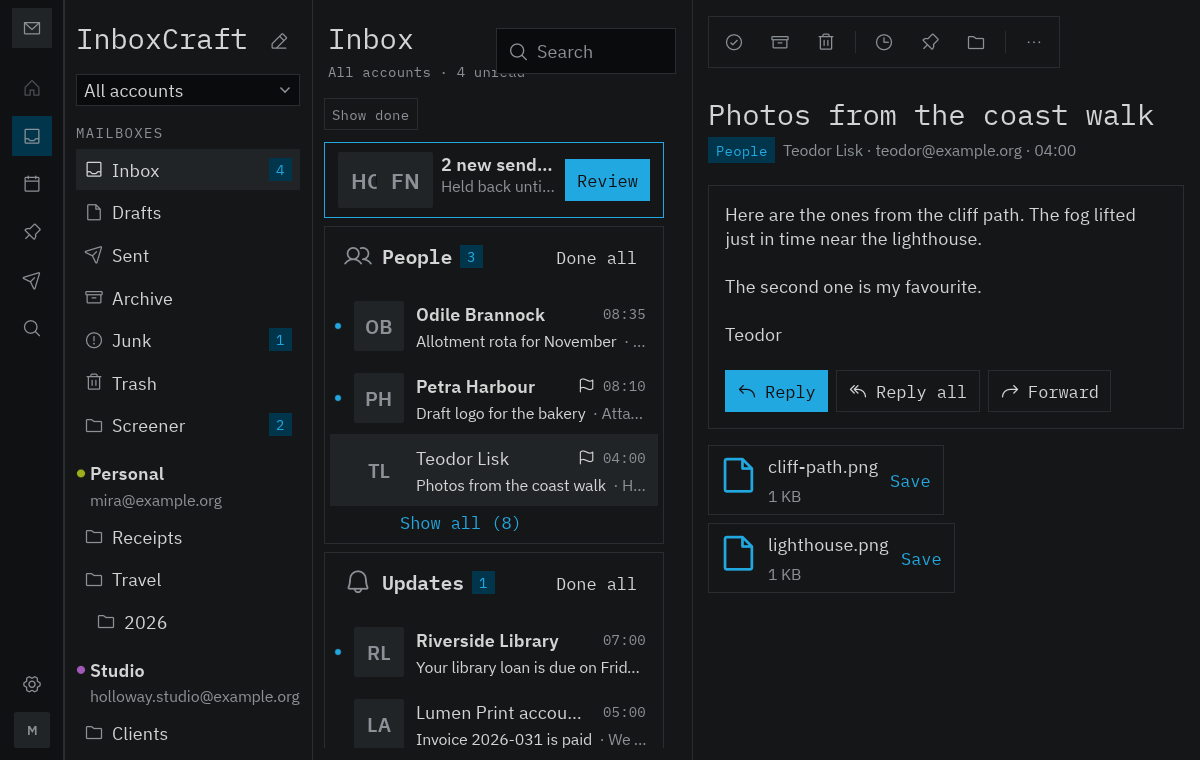 InboxCraft
All accounts
MAILBOXES
Inbox 4
Drafts
Sent
Archive
Junk 1
Trash
Screener 2
Personal
mira@example.org
Receipts
Travel
2026
Studio
holloway.studio@example.org
Clients
M
Inbox
All accounts · 4 unread
Search
Show done
HC FN
2 new send...
Held back unti...
Review
People 3 Done all
OB
Odile Brannock 08:35
Allotment rota for November · ...
PH
Petra Harbour 08:10
Draft logo for the bakery · Atta...
TL
Teodor Lisk 04:00
Photos from the coast walk · H...
Show all (8)
Updates 1 Done all
RL
Riverside Library 07:00
Your library loan is due on Frid...
LA
Lumen Print accou... 05:00
Invoice 2026-031 is paid · We ...
Photos from the coast walk
People Teodor Lisk · teodor@example.org · 04:00
Here are the ones from the cliff path. The fog lifted
just in time near the lighthouse.
The second one is my favourite.
Teodor
Reply Reply all Forward
cliff-path.png
1 KB
Save
lighthouse.png
1 KB
Save